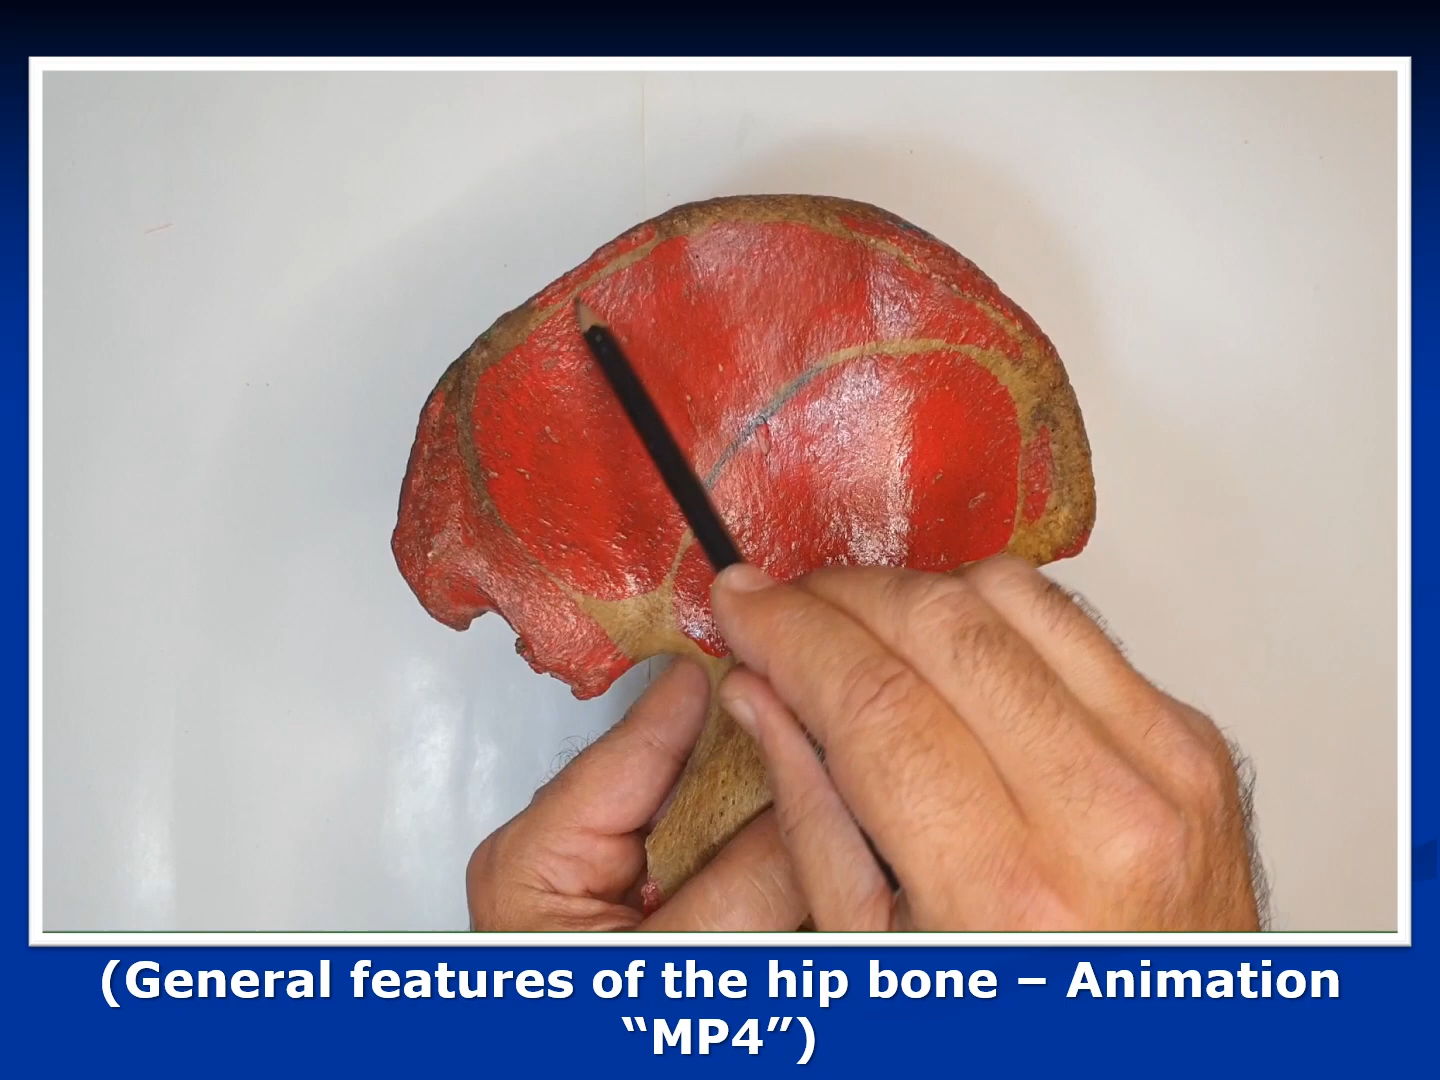 (General features of the hip bone – Animation
“MP4”)